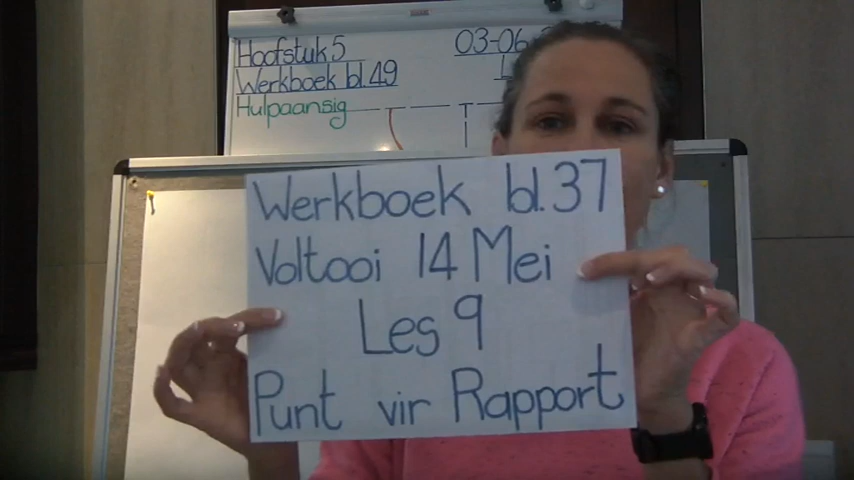 Hoofstuk 5
03-06
Werkboek bl.49
L
Hulpaansig
Werkboek bl.37
Voltooi 14 Mei
Les 9
Punt vir Rapport